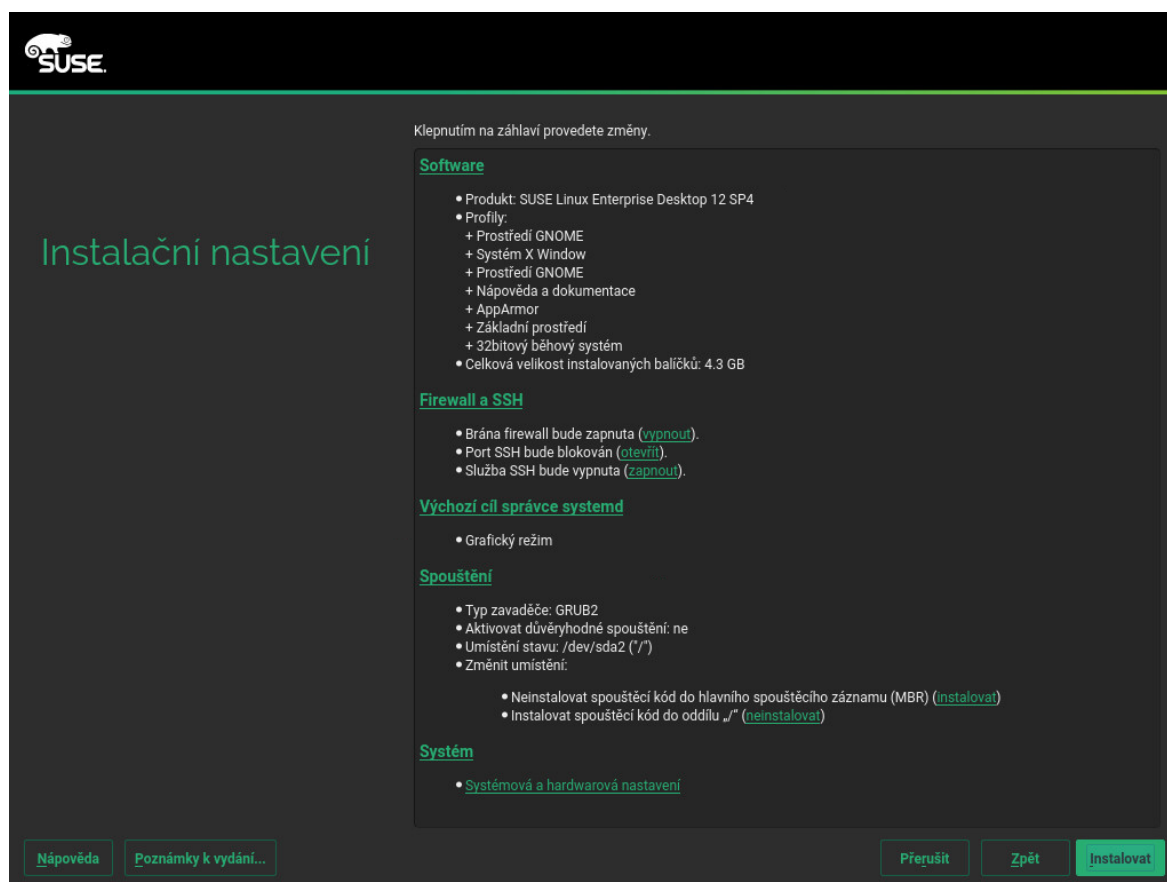 SUSE.
Klepnutím na záhlaví provedete změny.
Instalační nastavení
Software
Produkt: SUSE Linux Enterprise Desktop 12 SP4
Profily:
+ Prostředí GNOME
+ Systém X Window
+ Prostředí GNOME
+ Nápověda a dokumentace
+ AppArmor
+ Základní prostředí
+ 32bitový běhový systém
Celková velikost instalovaných balíčků: 4.3 GB
Firewall a SSH
Brána firewall bude zapnuta (vypnout).
Port SSH bude blokován (otevřít).
Služba SSH bude vypnuta (zapnout).
Výchozí cíl správce systemd
Grafický režim
Spouštění
Typ zavaděče: GRUB2
Aktivovat důvěryhodné spouštění: ne
Umístění stavu: /dev/sda2 ("/")
Změnit umístění:
Neinstalovat spouštěcí kód do hlavního spouštěcího záznamu (MBR) (instalovat)
Instalovat spouštěcí kód do oddílu „/“ (neinstalovat)
Systém
Systémová a hardwarová nastavení
Nápověda Poznámky k vydání... Přerušit Zpět Instalovat